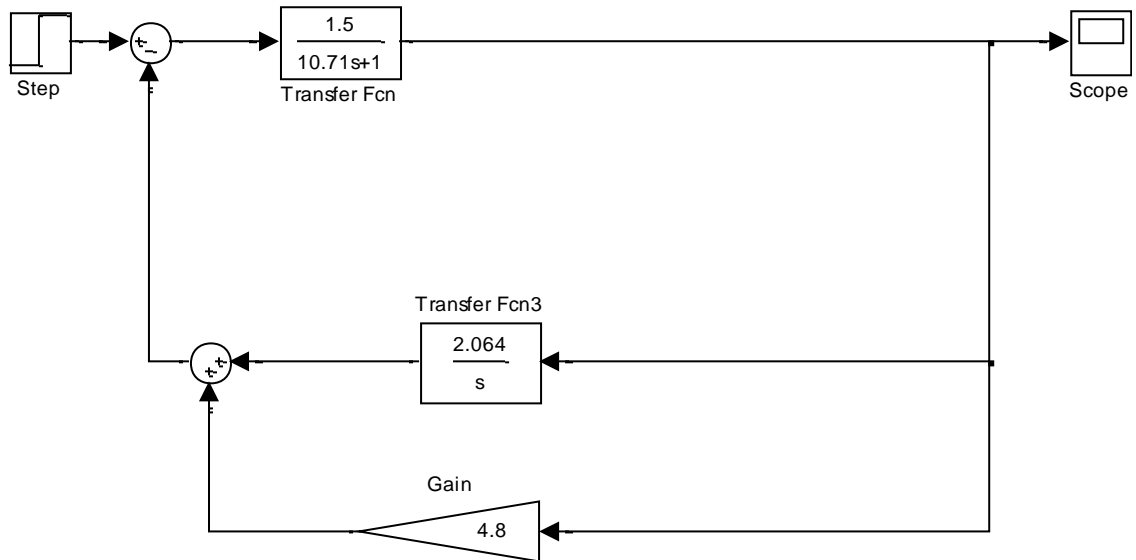 Step
1.5
10.71s+1
Transfer Fcn
Scope
Transfer Fcn3
2.064
s
Gain
4.8